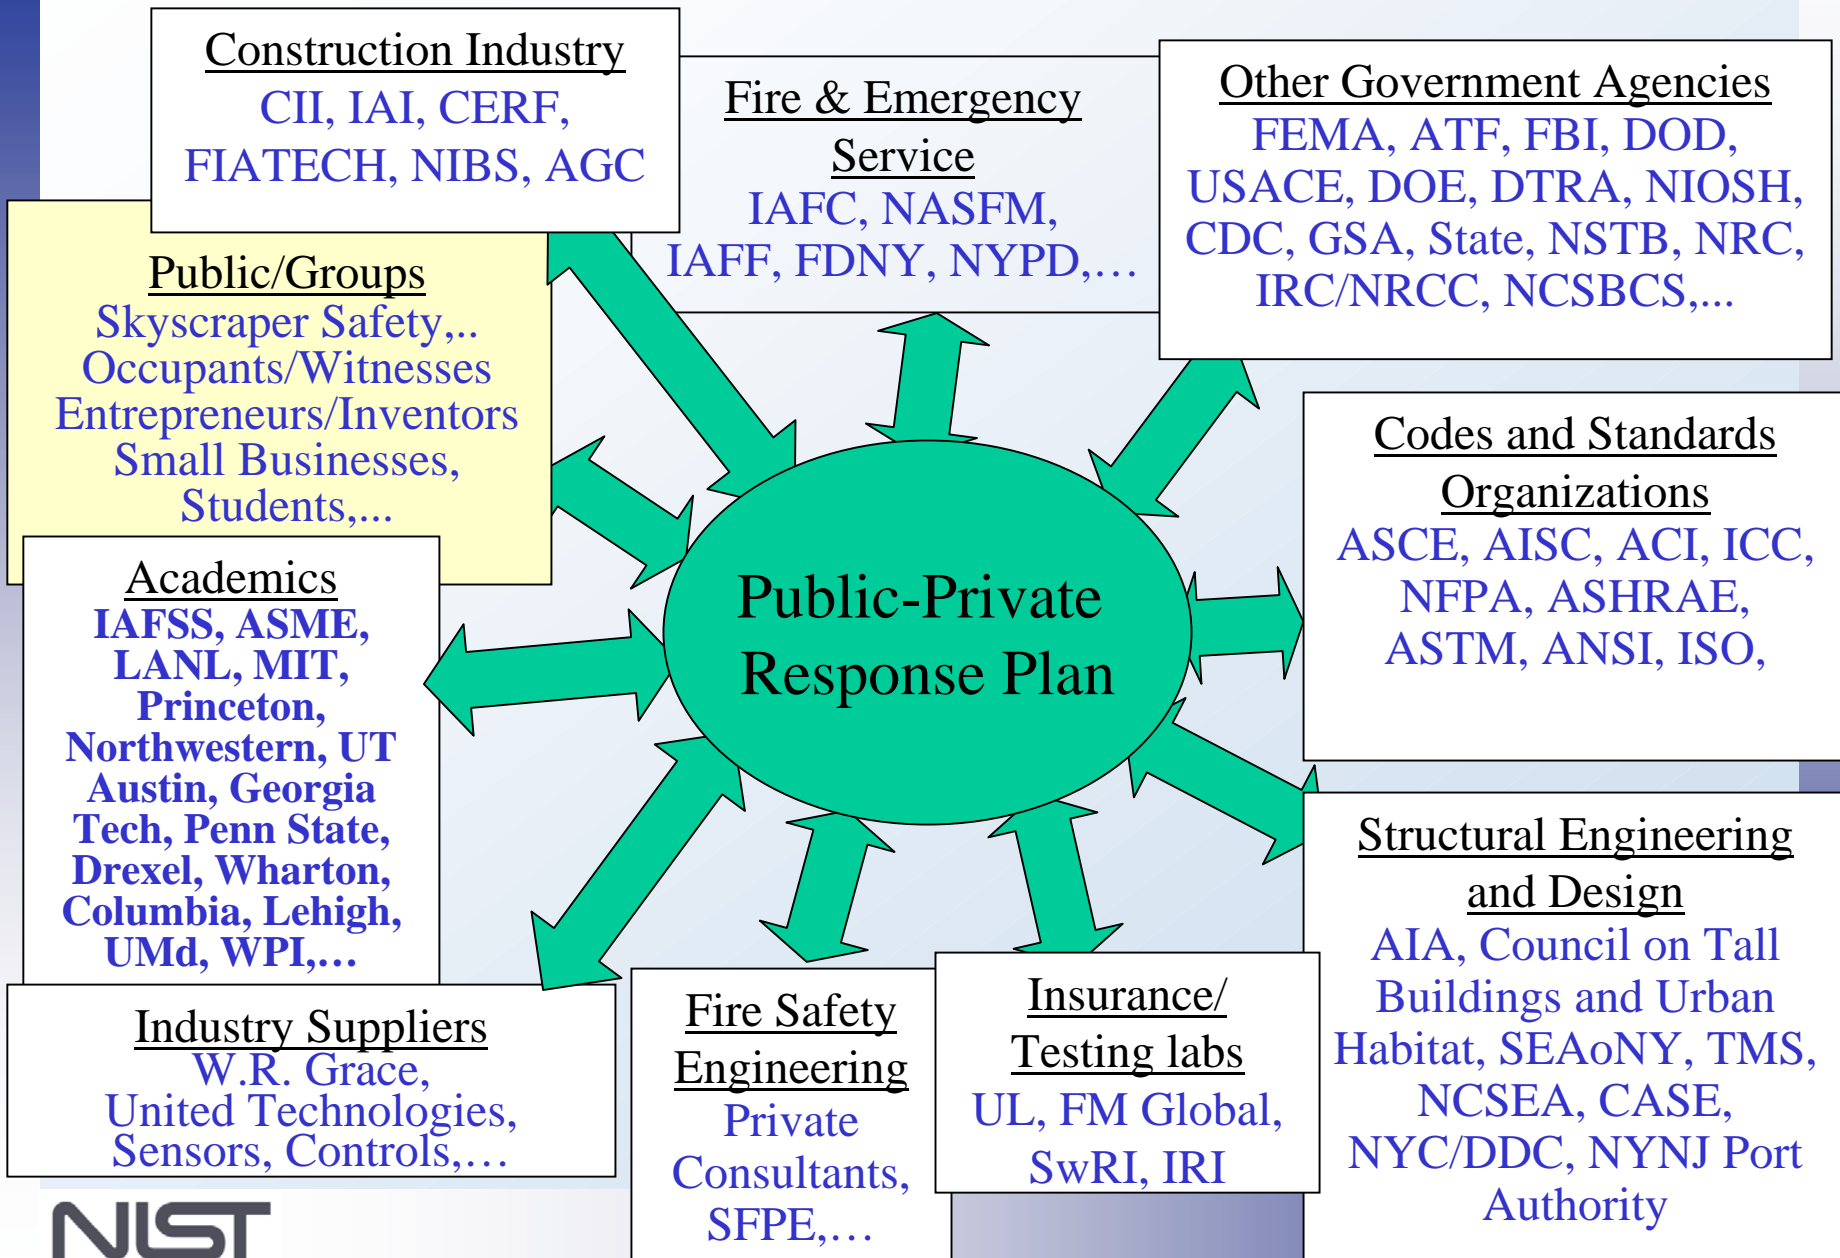 Construction Industry
CII, IAI, CERF,
FIATECH, NIBS, AGC
Fire & Emergency
Service
IAFC, NASFM,
IAFF, FDNY, NYPD,…
Other Government Agencies
FEMA, ATF, FBI, DOD,
USACE, DOE, DTRA, NIOSH,
CDC, GSA, State, NSTB, NRC,
IRC/NRCC, NCSBCS,...
Public/Groups
Skyscraper Safety,..
Occupants/Witnesses
Entrepreneurs/Inventors
Small Businesses,
Students,...
Codes and Standards
Organizations
ASCE, AISC, ACI, ICC,
NFPA, ASHRAE,
ASTM, ANSI, ISO,
Public-Private
Response Plan
Academics
IAFSS, ASME,
LANL, MIT,
Princeton,
Northwestern, UT
Austin, Georgia
Tech, Penn State,
Drexel, Wharton,
Columbia, Lehigh,
UMd, WPI,…
Structural Engineering
and Design
AIA, Council on Tall
Buildings and Urban
Habitat, SEAoNY, TMS,
NCSEA, CASE,
NYC/DDC, NYNJ Port
Authority
Industry Suppliers
W.R. Grace,
United Technologies,
Sensors, Controls,…
Fire Safety
Engineering
Private
Consultants,
SFPE,…
Insurance/
Testing labs
UL, FM Global,
SwRI, IRI
NIST